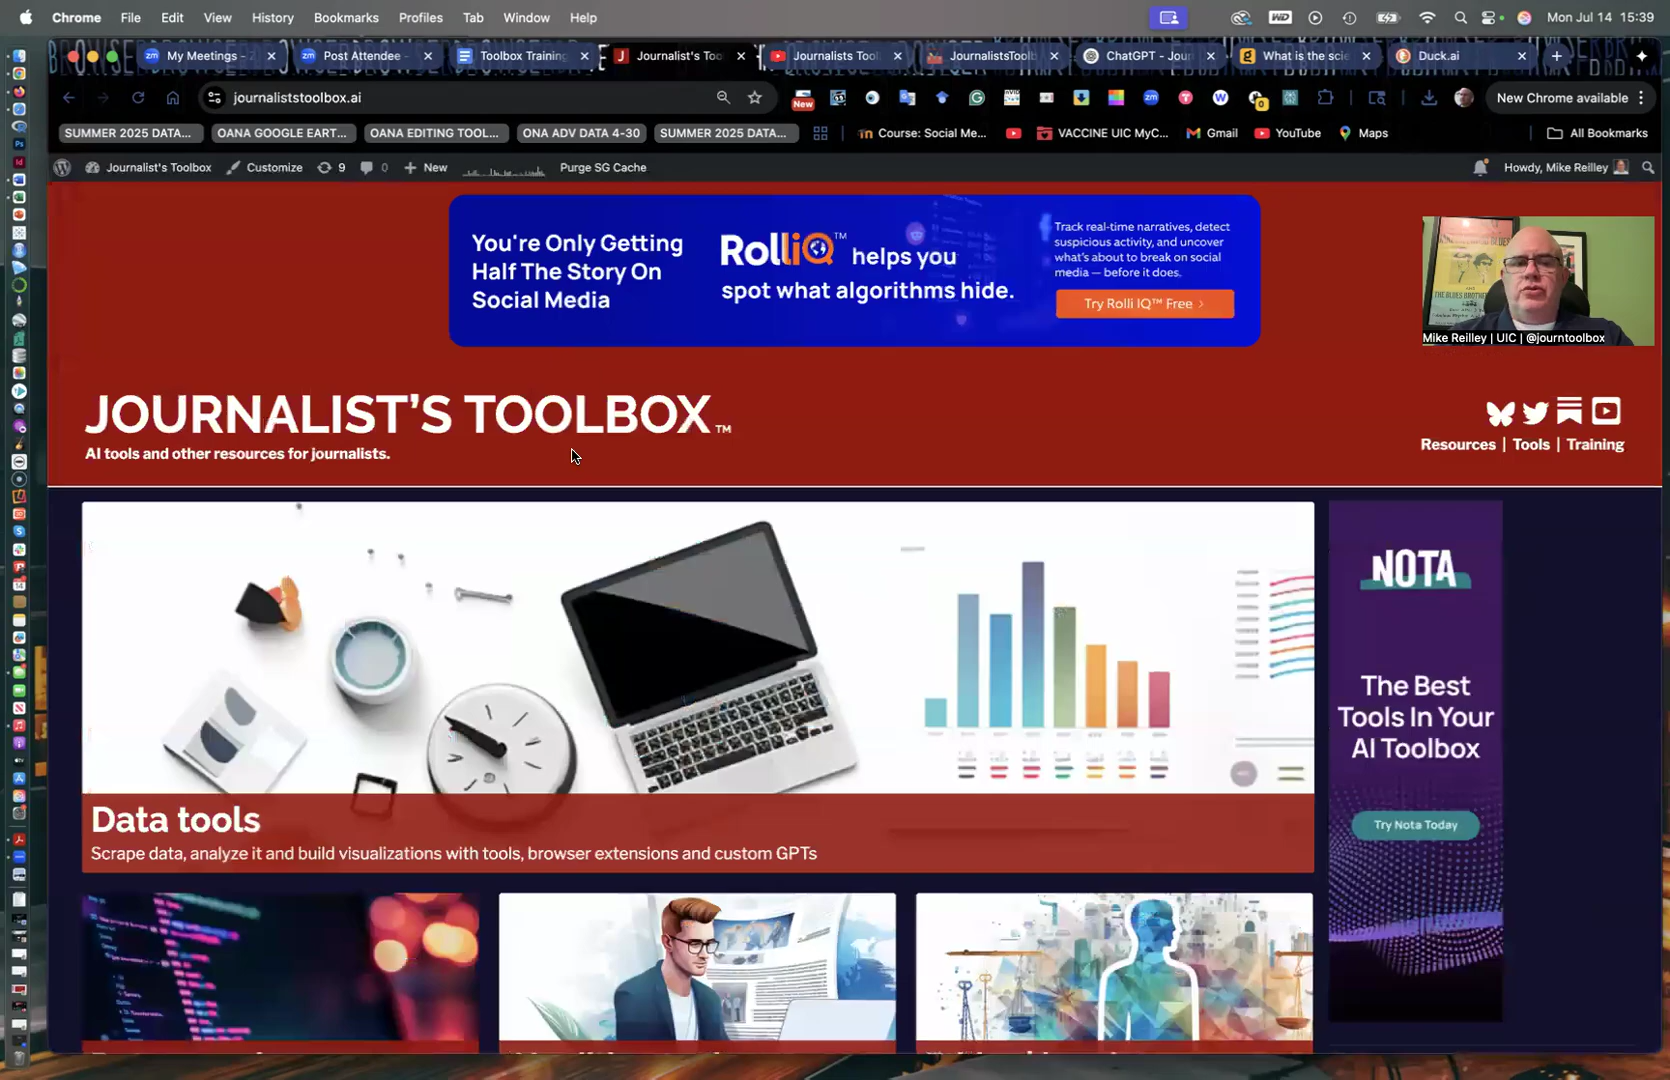 Chrome File Edit View History Bookmarks Profiles Tab Window Help
Mon Jul 14 15:39
My Meetings -
Post Attendee -
Toolbox Training
Journalist's Too
Journalists Tool
JournalistsToolb
ChatGPT - Jour
What is the scie
Duck.ai
journaliststoolbox.ai
New
0
New Chrome available
SUMMER 2025 DATA...
OANA GOOGLE EART...
OANA EDITING TOOL...
ONA ADV DATA 4-30
SUMMER 2025 DATA...
Course: Social Me...
VACCINE UIC MyC...
Gmail
YouTube
Maps
All Bookmarks
Journalist's Toolbox
Customize
9
0
New
Purge SG Cache
Howdy, Mike Reilley
You're Only Getting
Half The Story On
Social Media
RolliQ™ helps you
spot what algorithms hide.
Track real-time narratives, detect
suspicious activity, and uncover
what's about to break on social
media — before it does.
Try Rolli IQ™ Free
Mike Reilley | UIC | @journtoolbox
JOURNALIST'S TOOLBOX™
AI tools and other resources for journalists.
Resources | Tools | Training
NOTA
The Best
Tools In Your
AI Toolbox
Try Nota Today
Data tools
Scrape data, analyze it and build visualizations with tools, browser extensions and custom GPTs